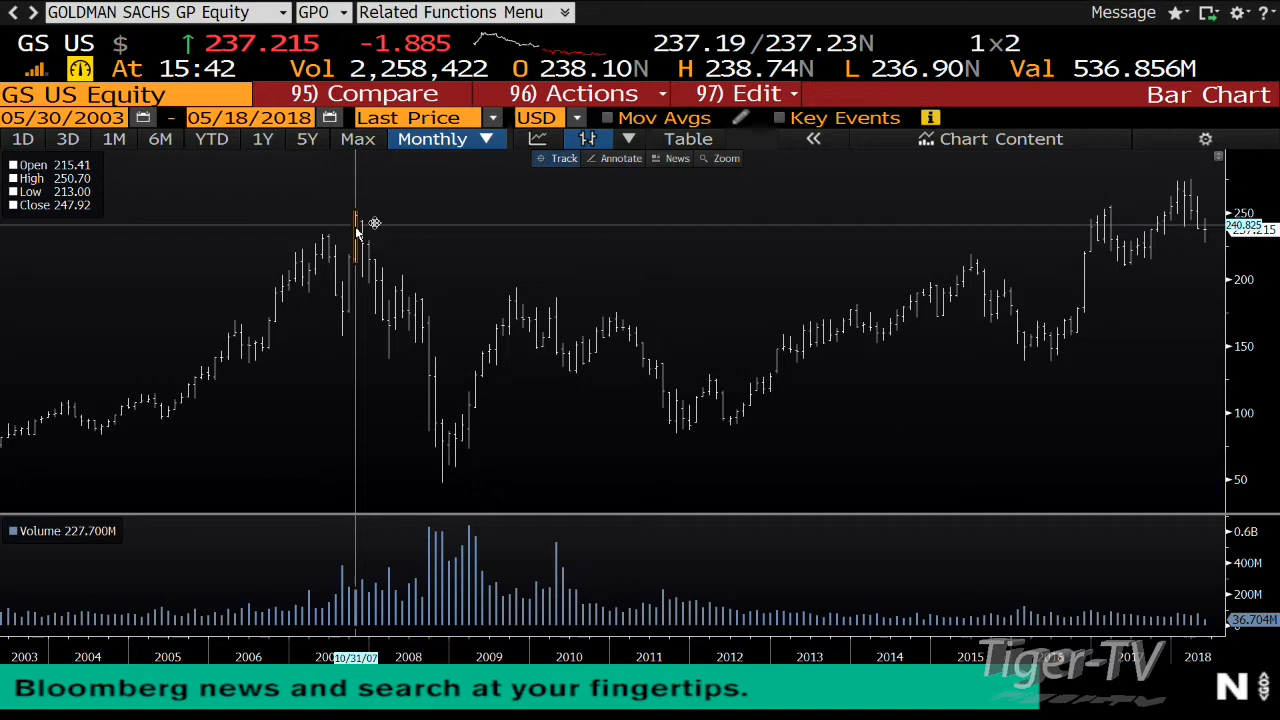 GOLDMAN SACHS GP Equity GPO Related Functions Menu Message
GS US $ 237.215 -1.885 237.19/237.23N 1x2
At 15:42 Vol 2,258,422 O 238.10N H 238.74N L 236.90N Val 536.856M
GS US Equity 95) Compare 96) Actions 97) Edit Bar Chart
05/30/2003 - 05/18/2018 Last Price USD Mov Avgs Key Events
1D 3D 1M 6M YTD 1Y 5Y Max Monthly Table Chart Content
Track Annotate News Zoom
Open 215.41
High 250.70
Low 213.00
Close 247.92
250
240.825
237.215
200
150
100
50
Volume 227.700M
0.6B
400M
200M
36.704M
0
2003 2004 2005 2006 10/31/07 2008 2009 2010 2011 2012 2013 2014 2015 2016 2017 2018
Tiger-TV
Bloomberg news and search at your fingertips.
N